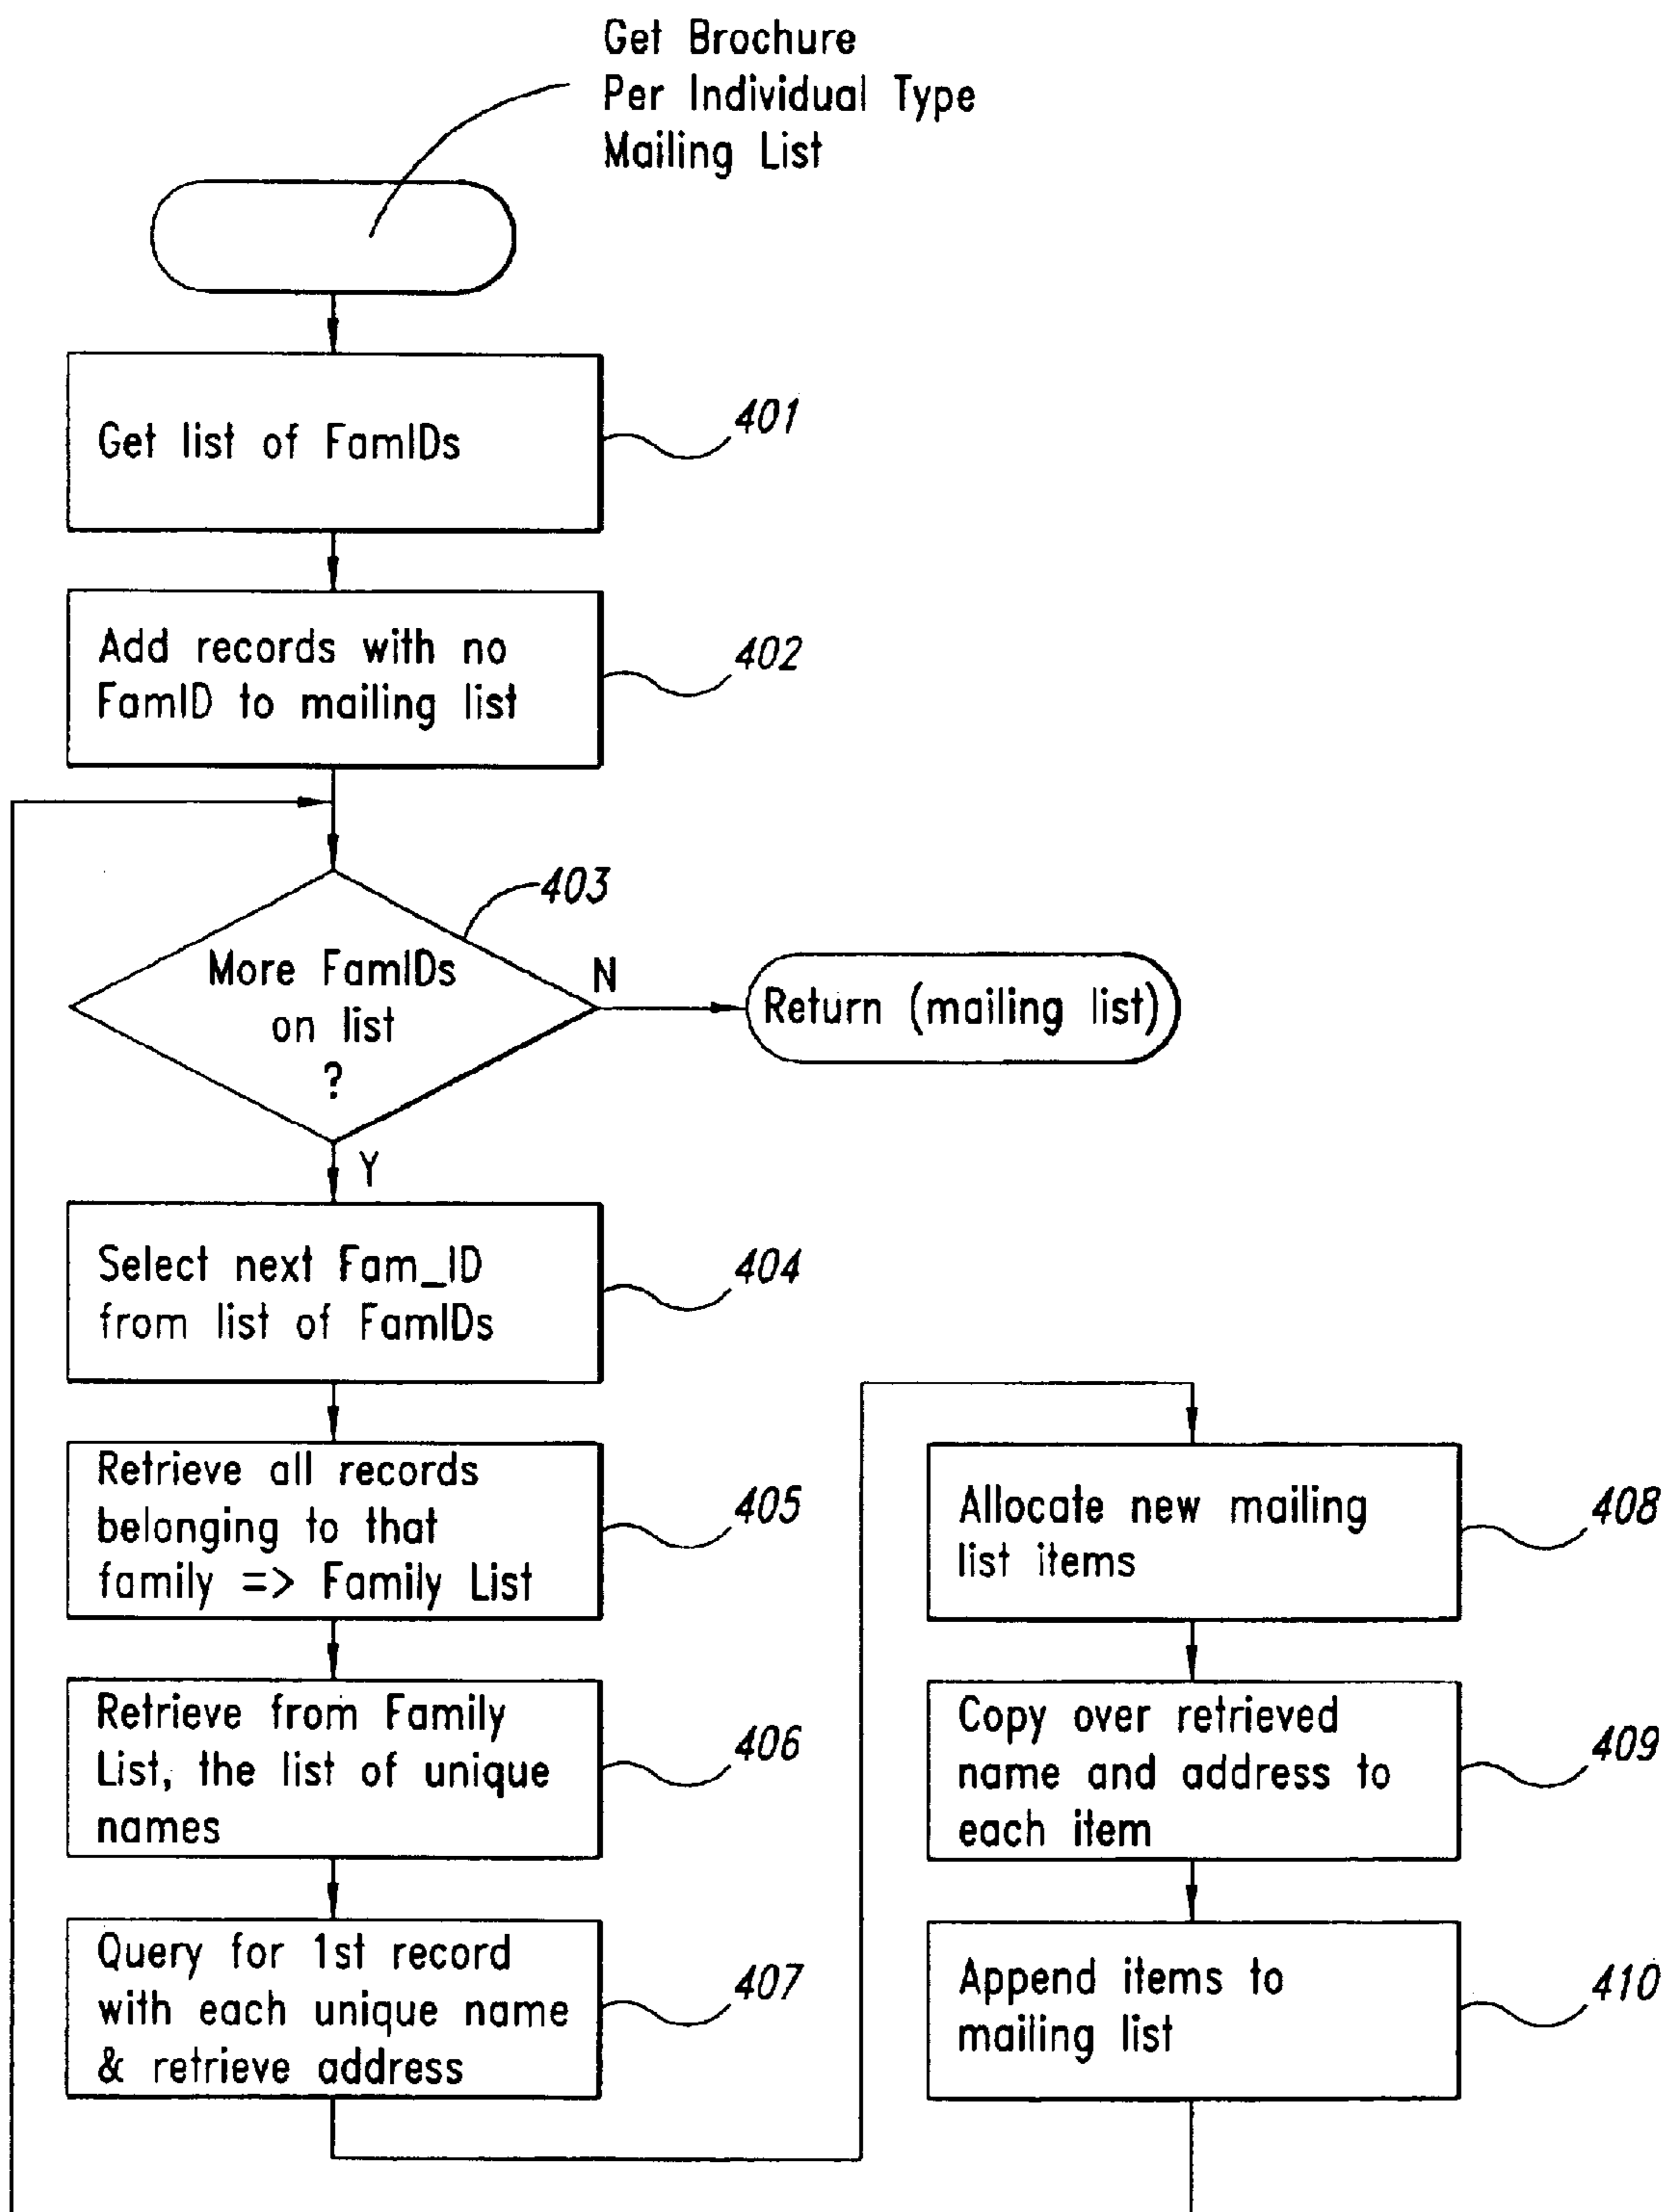 Get Brochure
Per Individual Type
Mailing List
Get list of FamIDs
401
Add records with no
FamID to mailing list
402
403
More FamIDs
on list
?
N
Return (mailing list)
Y
Select next Fam_ID
from list of FamIDs
404
Retrieve all records
belonging to that
family => Family List
405
Retrieve from Family
List, the list of unique
names
406
Query for 1st record
with each unique name
& retrieve address
407
Allocate new mailing
list items
408
Copy over retrieved
name and address to
each item
409
Append items to
mailing list
410